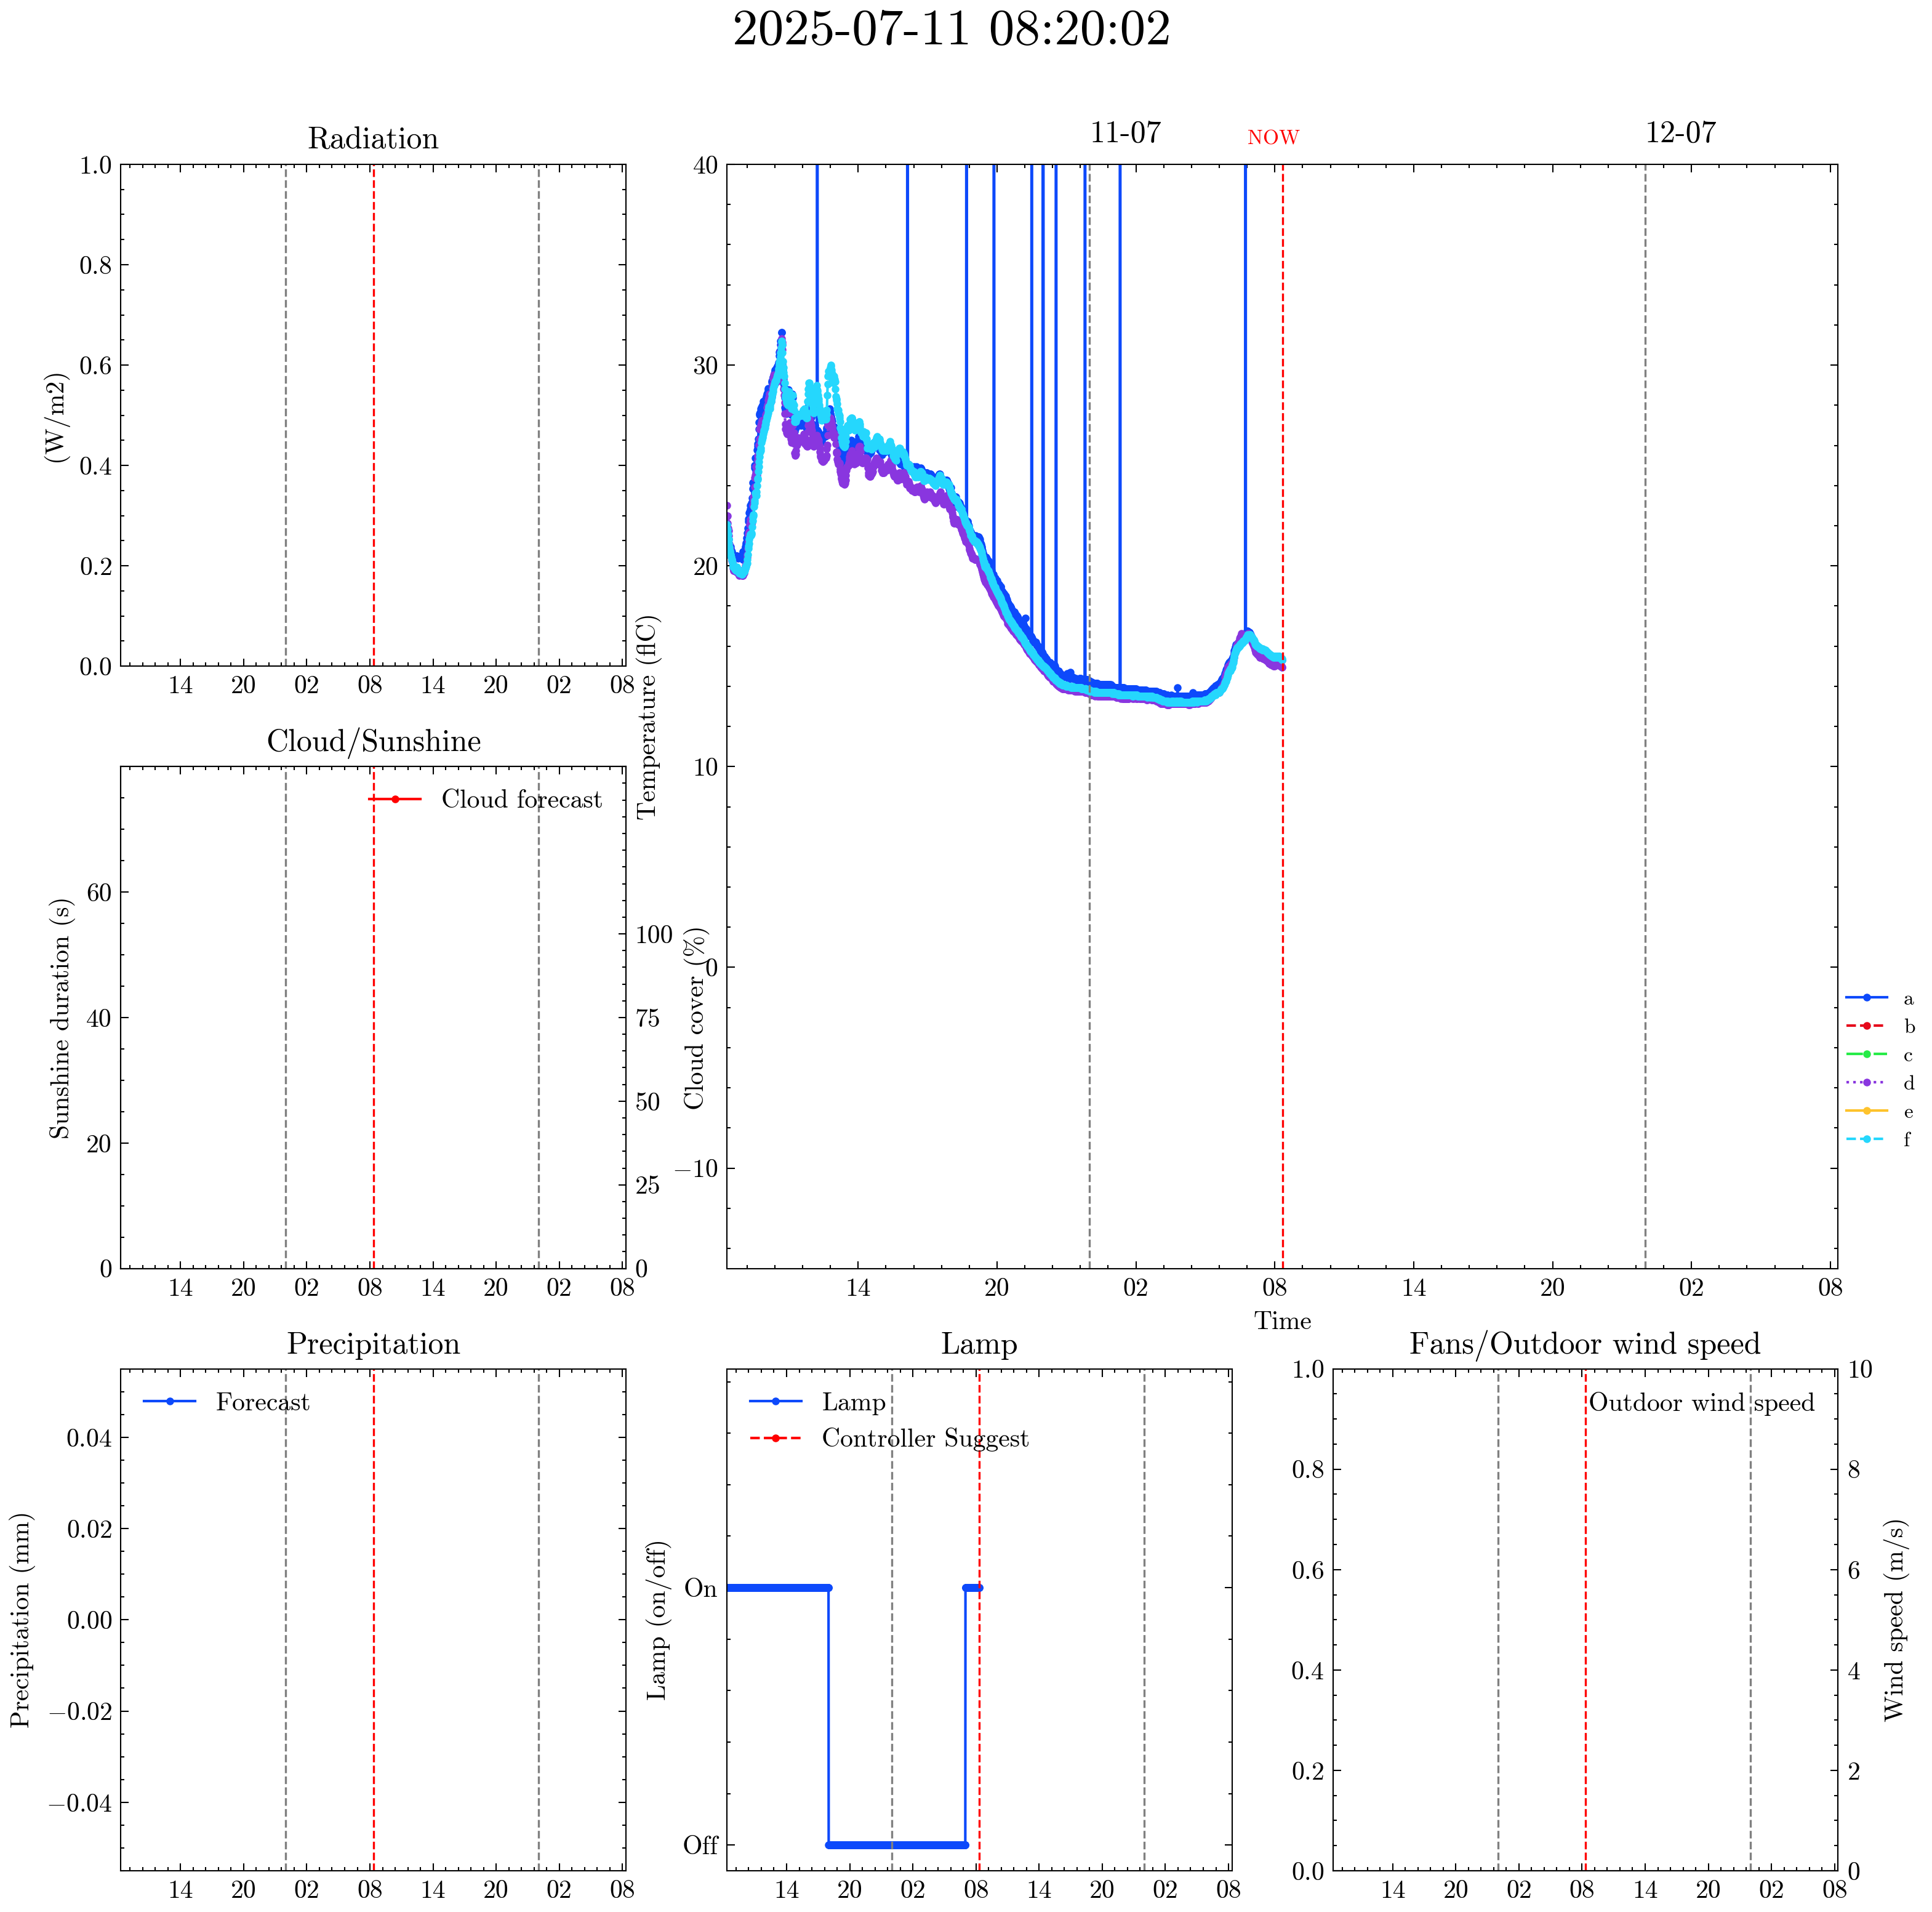 2025-07-11 08:20:02
Radiation
1.0
0.8
0.6
0.4
0.2
0.0
(W/m2)
14 20 02 08 14 20 02 08
11-07
NOW
12-07
40
30
20
10
0
−10
Temperature (flC)
14 20 02 08 14 20 02 08
Time
a
b
c
d
e
f
Cloud/Sunshine
Cloud forecast
60
40
20
0
Sunshine duration (s)
100
75
50
25
0
Cloud cover (%)
14 20 02 08 14 20 02 08
Precipitation
Forecast
0.04
0.02
0.00
−0.02
−0.04
Precipitation (mm)
14 20 02 08 14 20 02 08
Lamp
Lamp
Controller Suggest
On
Off
Lamp (on/off)
14 20 02 08 14 20 02 08
Fans/Outdoor wind speed
Outdoor wind speed
1.0
0.8
0.6
0.4
0.2
0.0
10
8
6
4
2
0
Wind speed (m/s)
14 20 02 08 14 20 02 08